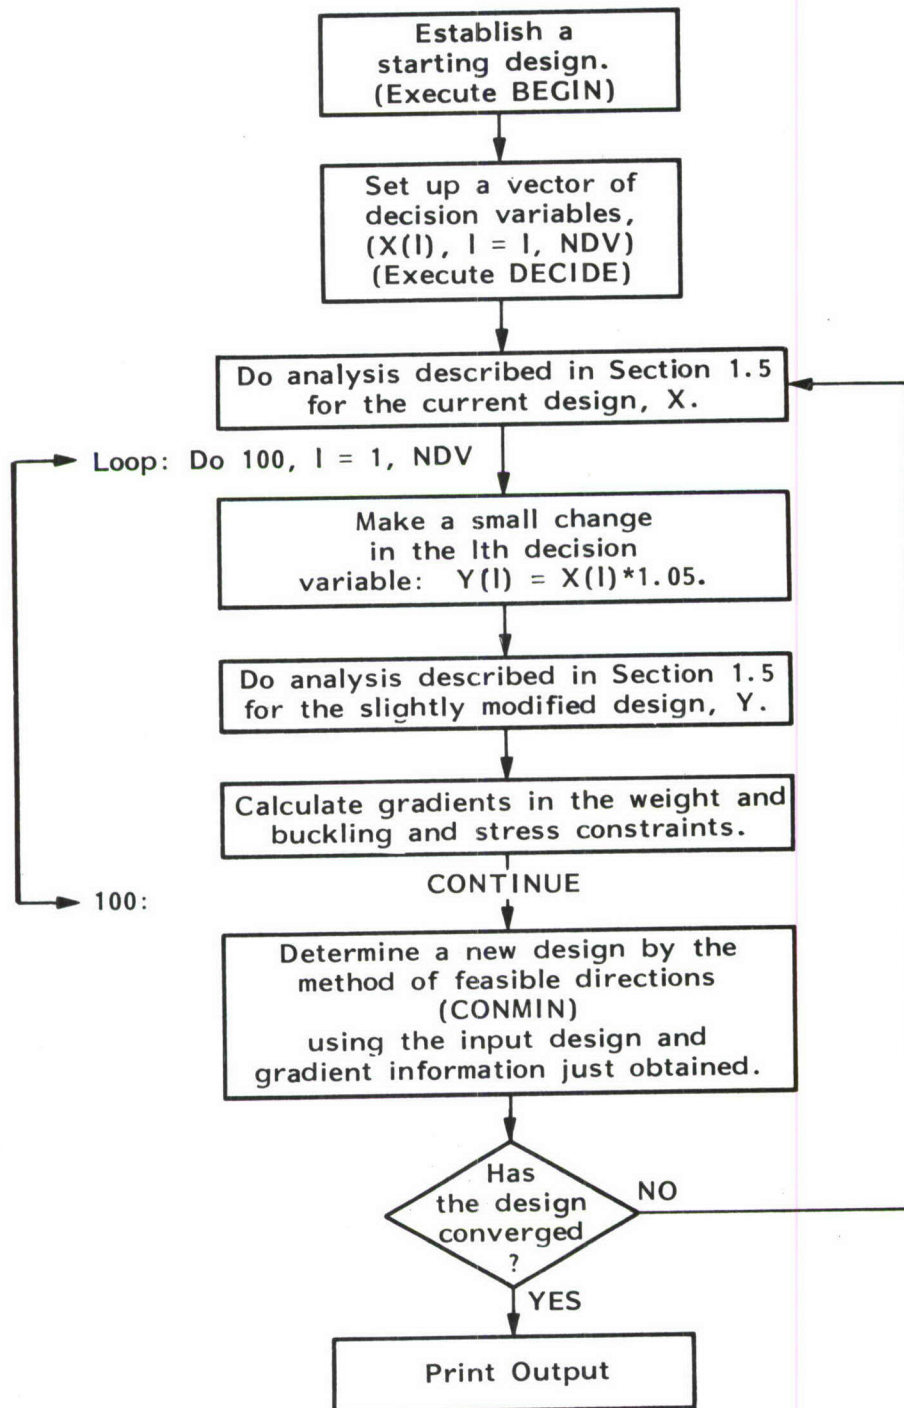 Establish a
starting design.
(Execute BEGIN)
Set up a vector of
decision variables,
(X(I), I = I, NDV)
(Execute DECIDE)
Do analysis described in Section 1.5
for the current design, X.
Loop: Do 100, I = 1, NDV
Make a small change
in the Ith decision
variable: Y(I) = X(I)*1.05.
Do analysis described in Section 1.5
for the slightly modified design, Y.
Calculate gradients in the weight and
buckling and stress constraints.
CONTINUE
100:
Determine a new design by the
method of feasible directions
(CONMIN)
using the input design and
gradient information just obtained.
Has
the design
converged
?
NO
YES
Print Output